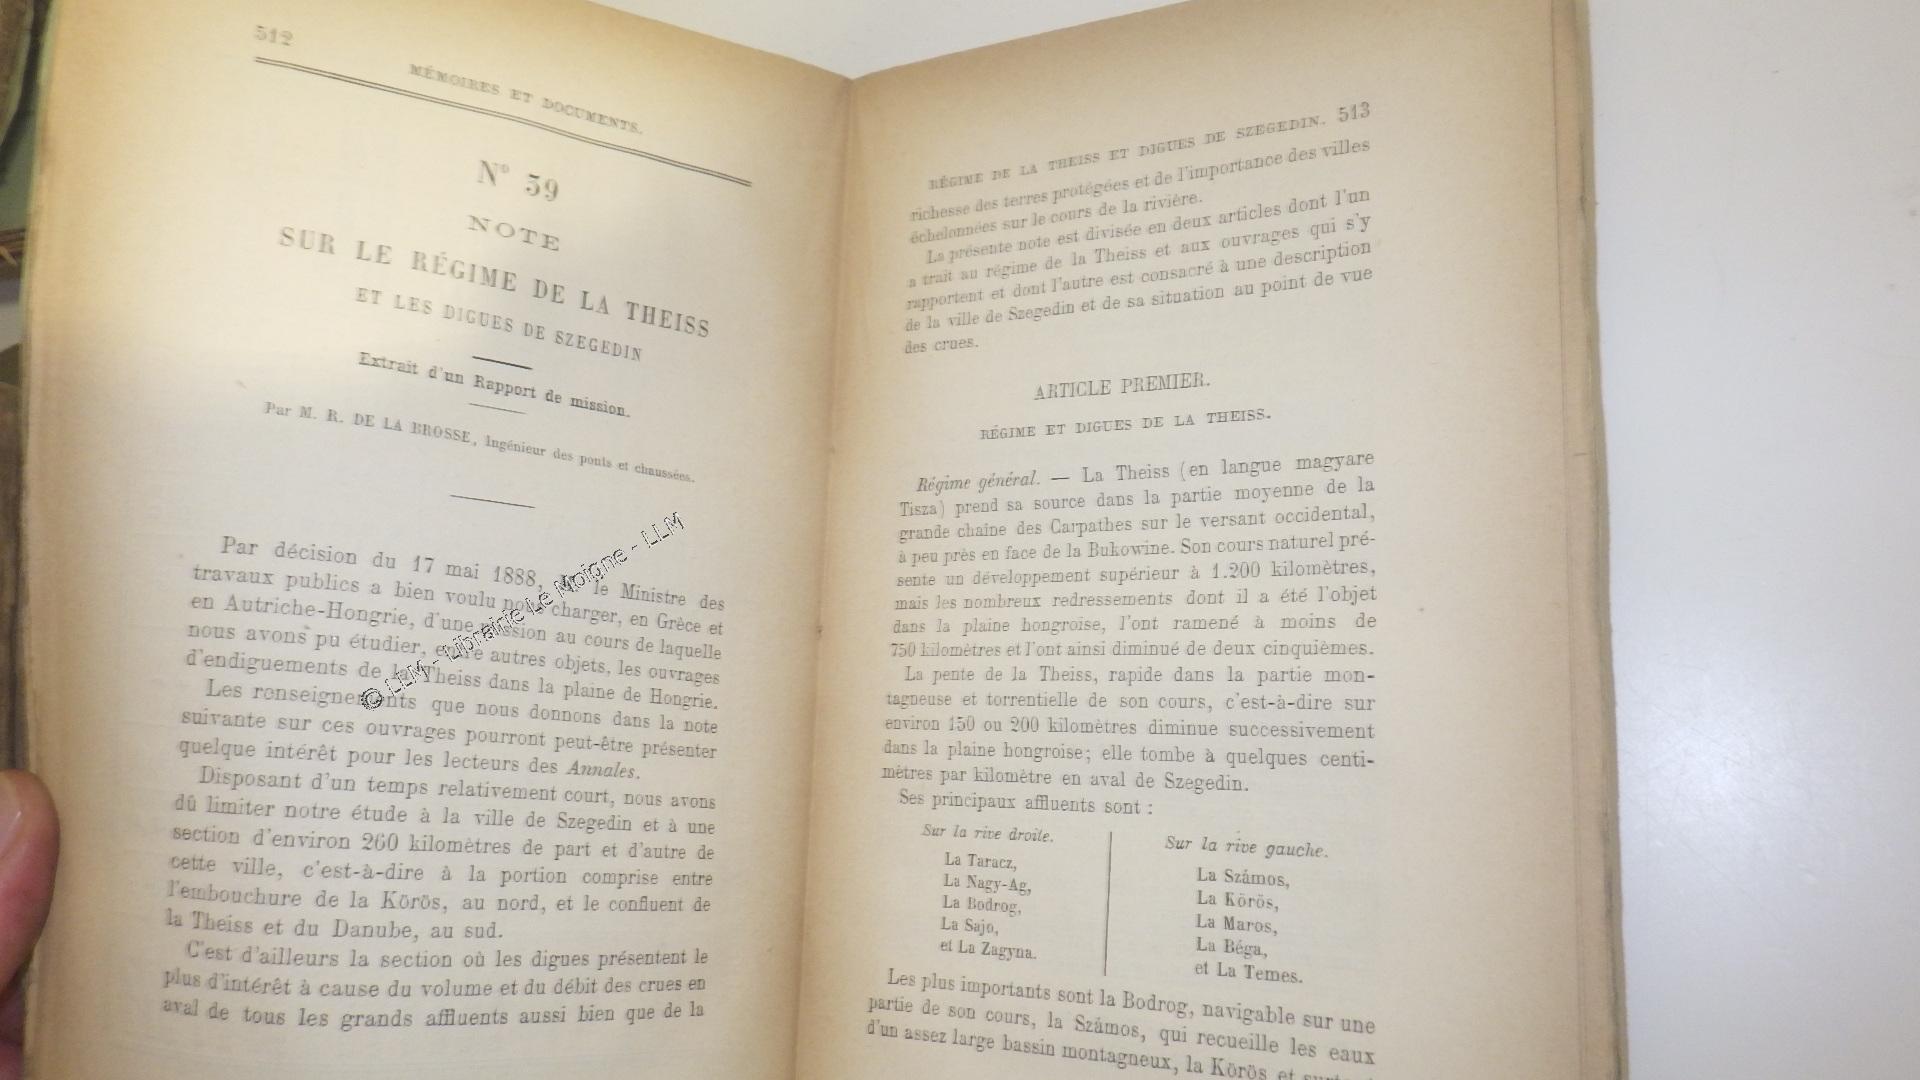 512
MÉMOIRES ET DOCUMENTS.
N° 59
NOTE
SUR LE RÉGIME DE LA THEISS
ET LES DIGUES DE SZEGEDIN
Extrait d'un Rapport de mission.
Par M. R. DE LA BROSSE, Ingénieur des ponts et chaussées.
Par décision du 17 mai 1888, M. le Ministre des
travaux publics a bien voulu nous charger, en Grèce et
en Autriche-Hongrie, d'une mission au cours de laquelle
nous avons pu étudier, entre autres objets, les ouvrages
d'endiguements de la Theiss dans la plaine de Hongrie.
Les renseignements que nous donnons dans la note
suivante sur ces ouvrages pourront peut-être présenter
quelque intérêt pour les lecteurs des Annales.
Disposant d'un temps relativement court, nous avons
dû limiter notre étude à la ville de Szegedin et à une
section d'environ 260 kilomètres de part et d'autre de
cette ville, c'est-à-dire à la portion comprise entre
l'embouchure de la Körös, au nord, et le confluent de
la Theiss et du Danube, au sud.
C'est d'ailleurs la section où les digues présentent le
plus d'intérêt à cause du volume et du débit des crues en
aval de tous les grands affluents aussi bien que de la
© LLM - Librairie Le Moigne - LLM
RÉGIME DE LA THEISS ET DIGUES DE SZEGEDIN. 513
richesse des terres protégées et de l'importance des villes
échelonnées sur le cours de la rivière.
La présente note est divisée en deux articles dont l'un
a trait au régime de la Theiss et aux ouvrages qui s'y
rapportent et dont l'autre est consacré à une description
de la ville de Szegedin et de sa situation au point de vue
des crues.
ARTICLE PREMIER.
RÉGIME ET DIGUES DE LA THEISS.
Régime général. — La Theiss (en langue magyare
Tisza) prend sa source dans la partie moyenne de la
grande chaîne des Carpathes sur le versant occidental,
à peu près en face de la Bukowine. Son cours naturel pré-
sente un développement supérieur à 1.200 kilomètres,
mais les nombreux redressements dont il a été l'objet
dans la plaine hongroise, l'ont ramené à moins de
750 kilomètres et l'ont ainsi diminué de deux cinquièmes.
La pente de la Theiss, rapide dans la partie mon-
tagneuse et torrentielle de son cours, c'est-à-dire sur
environ 150 ou 200 kilomètres diminue successivement
dans la plaine hongroise; elle tombe à quelques centi-
mètres par kilomètre en aval de Szegedin.
Ses principaux affluents sont :
Sur la rive droite.
La Taracz,
La Nagy-Ag,
La Bodrog,
La Sajo,
et La Zagyna.
Sur la rive gauche.
La Számos,
La Körös,
La Maros,
La Béga,
et La Temes.
Les plus importants sont la Bodrog, navigable sur une
partie de son cours, la Számos, qui recueille les eaux
d'un assez large bassin montagneux, la Körös et